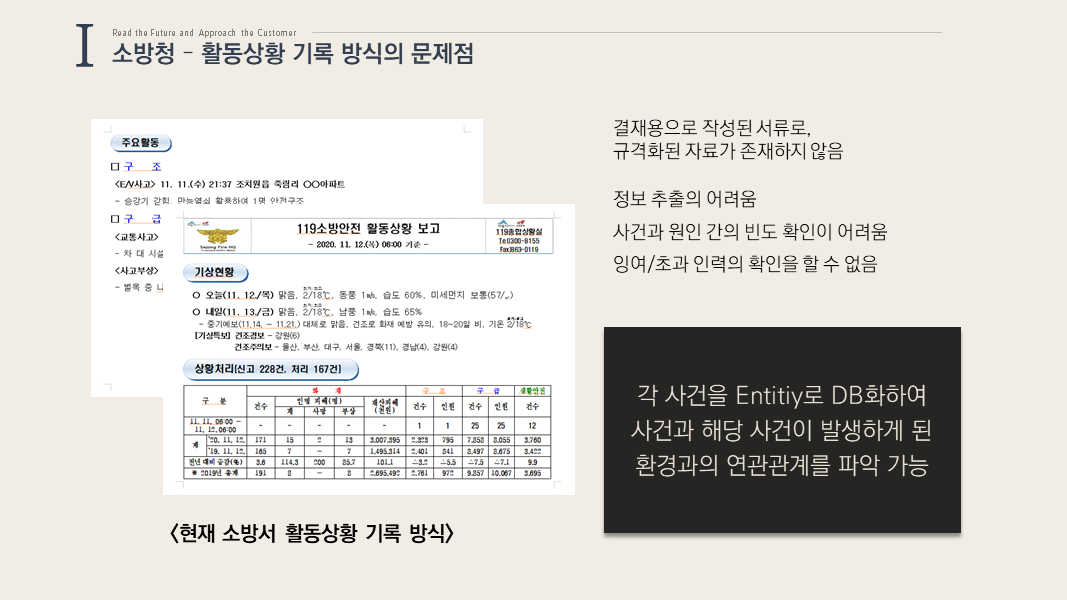 I
Read the Future and Approach the Customer
소방청 - 활동상황 기록 방식의 문제점
주요활동
□ 구 조
<E/V사고> 11. 11.(수) 21:37 조치원읍 죽림리 ○○아파트
- 승강기 갇힘, 만능열쇠 활용하여 1명 안전구조
□ 구 급
<교통사고>
- 차 대 시설
<사고부상>
- 벌목 중 나
Sejong Fire HQ
119소방안전 활동상황 보고
- 2020. 11. 12.(목) 06:00 기준 -
119종합상황실
Tel)300-8155
Fax)863-0119
기상현황
○ 오늘(11. 12./목) 맑음, 2/18℃, 동풍 1㎧, 습도 60%, 미세먼지 보통(57/㎍)
○ 내일(11. 13./금) 맑음, 2/18℃, 남풍 1㎧, 습도 65%
- 중기예보(11.14. ~ 11.21.) 대체로 맑음, 건조로 화재 예방 유의, 18~20일 비, 기온 2/18℃
[기상특보] 건조경보 - 강원(6)
건조주의보 - 울산, 부산, 대구, 서울, 경북(11), 경남(4), 강원(4)
상황처리(신고 228건, 처리 167건)
구 분 화 재 구 조 구 급 생활안전
건수 인명 피해(명) 재산피해(천원) 건수 인원 건수 인원 건수
계 사망 부상
11. 11. 06:00 ~ 11. 12. 06:00 - - - - - 1 1 25 25 12
계 '20. 11. 12. 171 15 2 13 3,007,395 2,323 795 7,858 8,055 3,760
'19. 11. 12. 165 7 - 7 1,495,314 2,401 841 8,497 8,675 3,422
전년 대비 증감(%) 3.6 114.3 200 85.7 101.1 △3.2 △5.5 △7.5 △7.1 9.9
※ 2019년 총계 191 8 - 8 2,695,492 2,761 972 9,857 10,067 3,695
<현재 소방서 활동상황 기록 방식>
결재용으로 작성된 서류로,
규격화된 자료가 존재하지 않음
정보 추출의 어려움
사건과 원인 간의 빈도 확인이 어려움
잉여/초과 인력의 확인을 할 수 없음
각 사건을 Entitiy로 DB화하여
사건과 해당 사건이 발생하게 된
환경과의 연관관계를 파악 가능